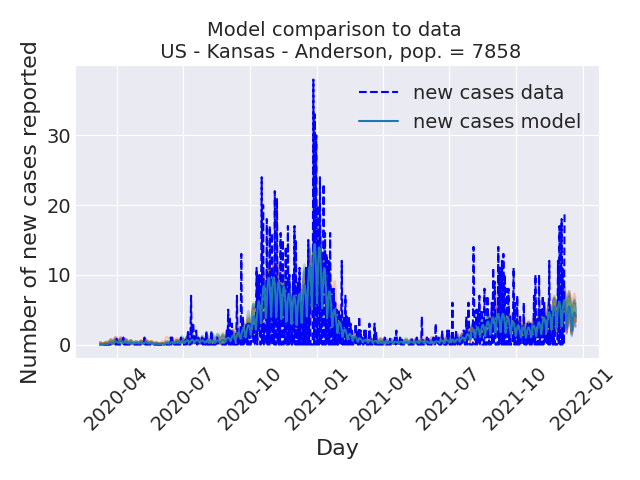 Model comparison to data
US - Kansas - Anderson, pop. = 7858
Number of new cases reported
new cases data
new cases model
30
20
10
0
2020-04
2020-07
2020-10
2021-01
2021-04
2021-07
2021-10
2022-01
Day